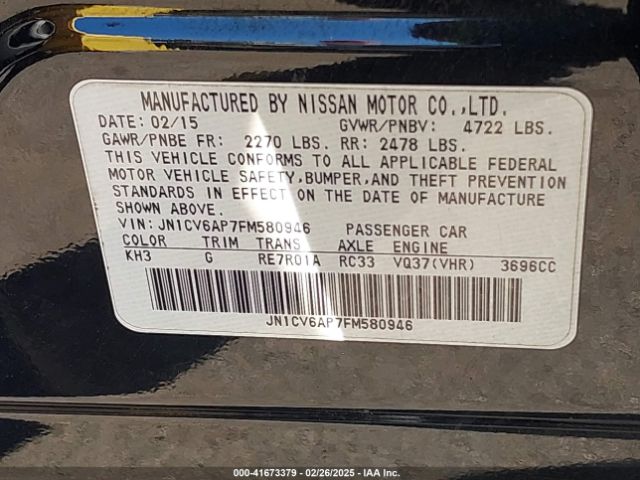 MANUFACTURED BY NISSAN MOTOR CO.,LTD.
DATE: 02/15 GVWR/PNBV: 4722 LBS.
GAWR/PNBE FR: 2270 LBS. RR: 2478 LBS.
THIS VEHICLE CONFORMS TO ALL APPLICABLE FEDERAL
MOTOR VEHICLE SAFETY,BUMPER,AND THEFT PREVENTION
STANDARDS IN EFFECT ON THE DATE OF MANUFACTURE
SHOWN ABOVE.
VIN: JN1CV6AP7FM580946 PASSENGER CAR
COLOR TRIM TRANS AXLE ENGINE
KH3 G RE7R01A RC33 VQ37(VHR) 3696CC
JN1CV6AP7FM580946
000-41673379 - 02/26/2025 - IAA Inc.